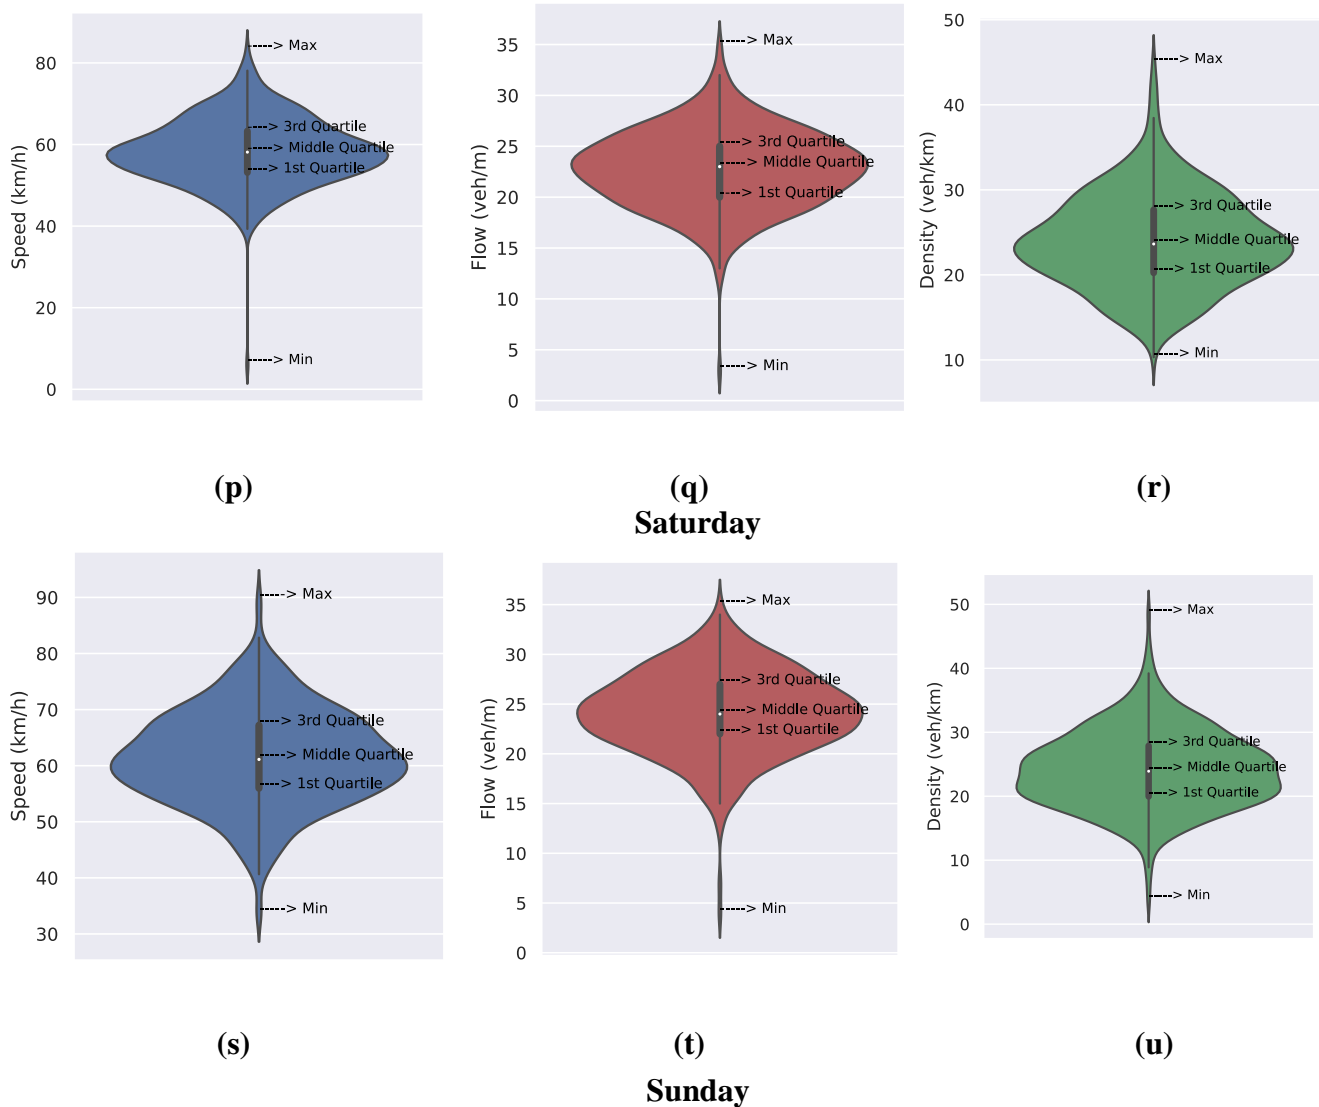 Speed (km/h)
80
60
40
20
0
-----> Max
-----> 3rd Quartile
-----> Middle Quartile
-----> 1st Quartile
-----> Min
Flow (veh/m)
35
30
25
20
15
10
5
0
-----> Max
-----> 3rd Quartile
-----> Middle Quartile
-----> 1st Quartile
-----> Min
Density (veh/km)
50
40
30
20
10
-----> Max
-----> 3rd Quartile
-----> Middle Quartile
-----> 1st Quartile
-----> Min
(p)
(q)
(r)
Saturday
Speed (km/h)
90
80
70
60
50
40
30
-----> Max
-----> 3rd Quartile
-----> Middle Quartile
-----> 1st Quartile
-----> Min
Flow (veh/m)
35
30
25
20
15
10
5
0
-----> Max
-----> 3rd Quartile
-----> Middle Quartile
-----> 1st Quartile
-----> Min
Density (veh/km)
50
40
30
20
10
0
-----> Max
-----> 3rd Quartile
-----> Middle Quartile
-----> 1st Quartile
-----> Min
(s)
(t)
(u)
Sunday